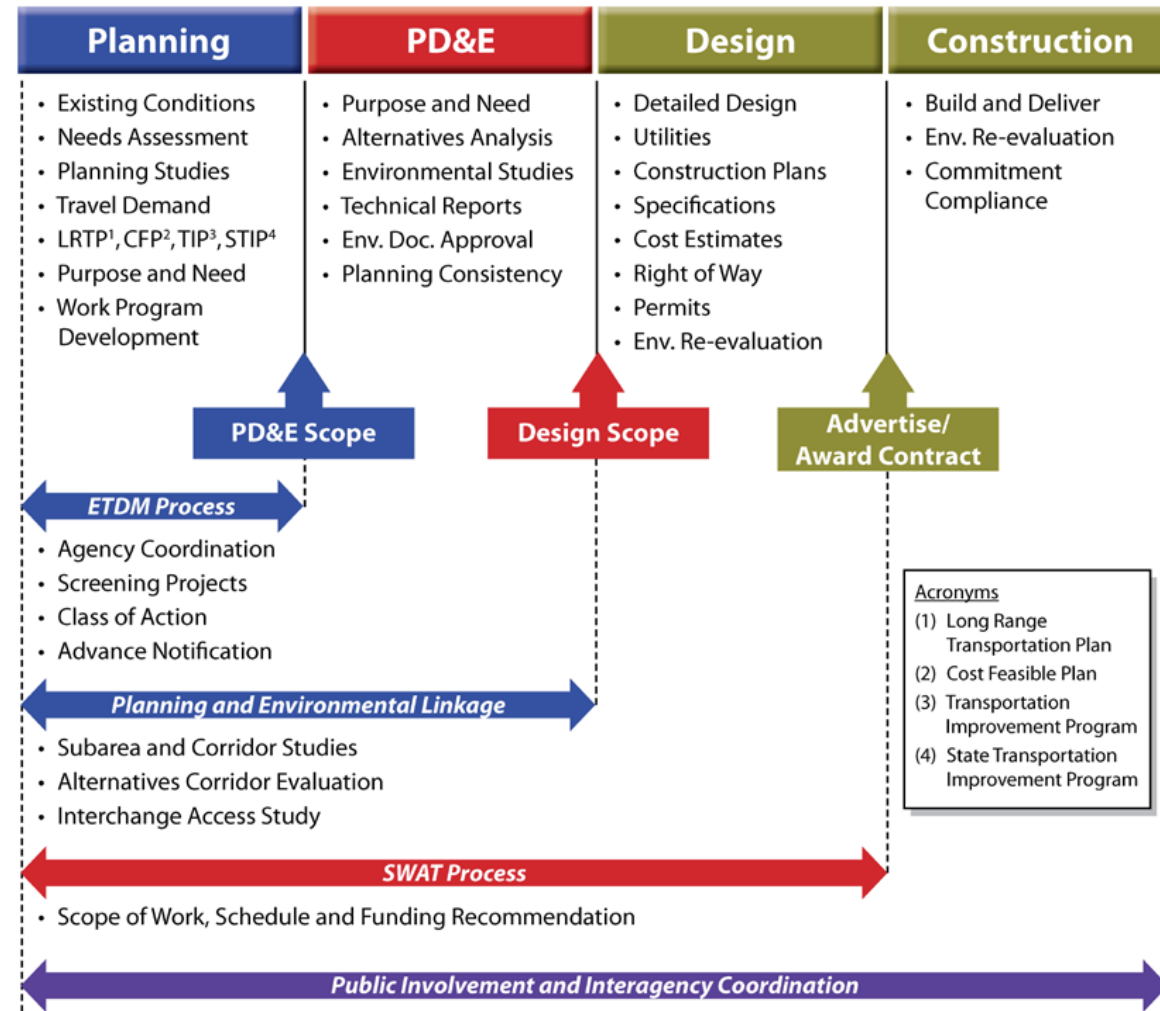 Planning
PD&E
Design
Construction
• Existing Conditions
• Needs Assessment
• Planning Studies
• Travel Demand
• LRTP¹, CFP², TIP³, STIP⁴
• Purpose and Need
• Work Program
Development
• Purpose and Need
• Alternatives Analysis
• Environmental Studies
• Technical Reports
• Env. Doc. Approval
• Planning Consistency
• Detailed Design
• Utilities
• Construction Plans
• Specifications
• Cost Estimates
• Right of Way
• Permits
• Env. Re-evaluation
• Build and Deliver
• Env. Re-evaluation
• Commitment
Compliance
PD&E Scope
Design Scope
Advertise/
Award Contract
ETDM Process
• Agency Coordination
• Screening Projects
• Class of Action
• Advance Notification
Planning and Environmental Linkage
• Subarea and Corridor Studies
• Alternatives Corridor Evaluation
• Interchange Access Study
Acronyms
(1) Long Range
Transportation Plan
(2) Cost Feasible Plan
(3) Transportation
Improvement Program
(4) State Transportation
Improvement Program
SWAT Process
• Scope of Work, Schedule and Funding Recommendation
Public Involvement and Interagency Coordination